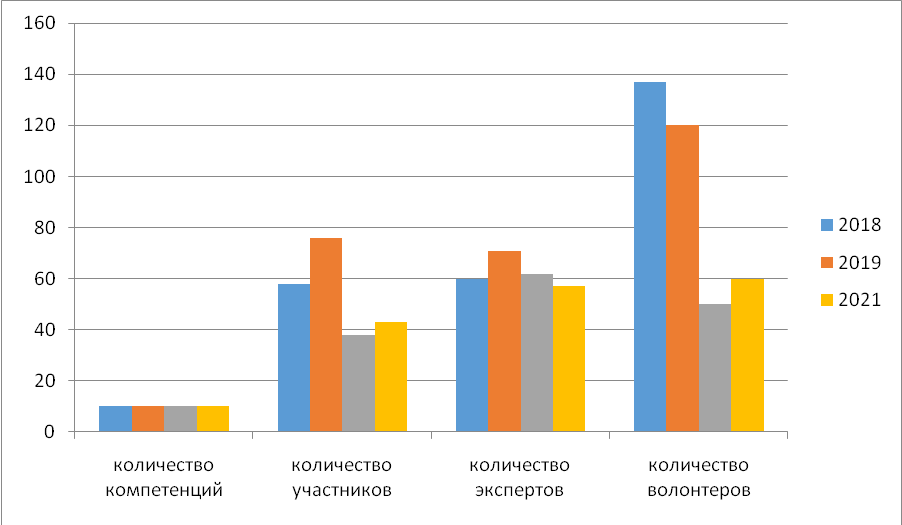 160
140
120
100
80
60
40
20
0
количество
компетенций
количество
участников
количество
экспертов
количество
волонтеров
2018
2019
2021